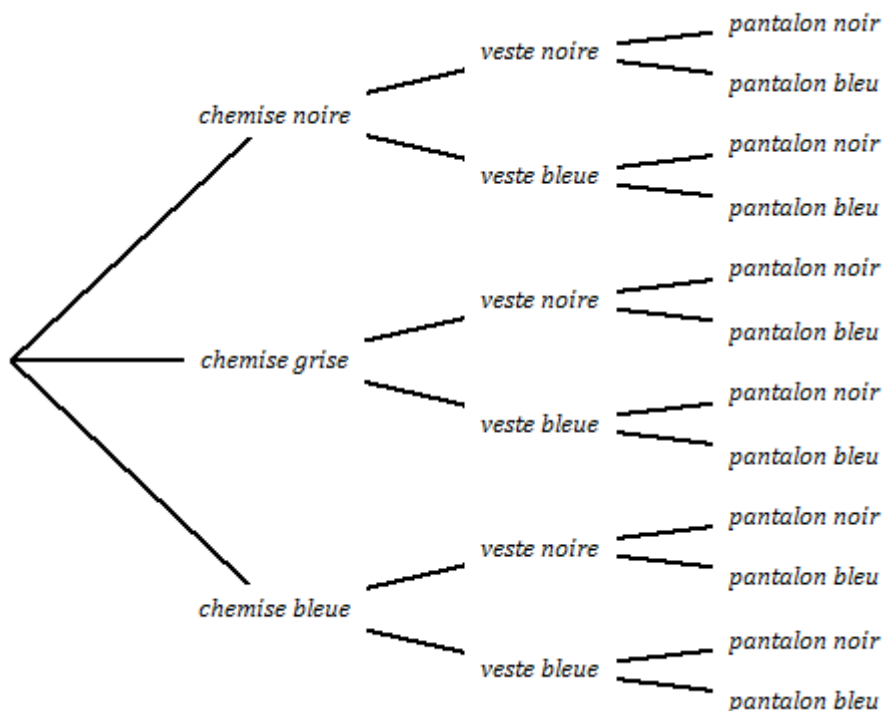 pantalon noir
veste noire
pantalon bleu
chemise noire
pantalon noir
veste bleue
pantalon bleu
pantalon noir
veste noire
pantalon bleu
chemise grise
pantalon noir
veste bleue
pantalon bleu
pantalon noir
veste noire
pantalon bleu
chemise bleue
pantalon noir
veste bleue
pantalon bleu